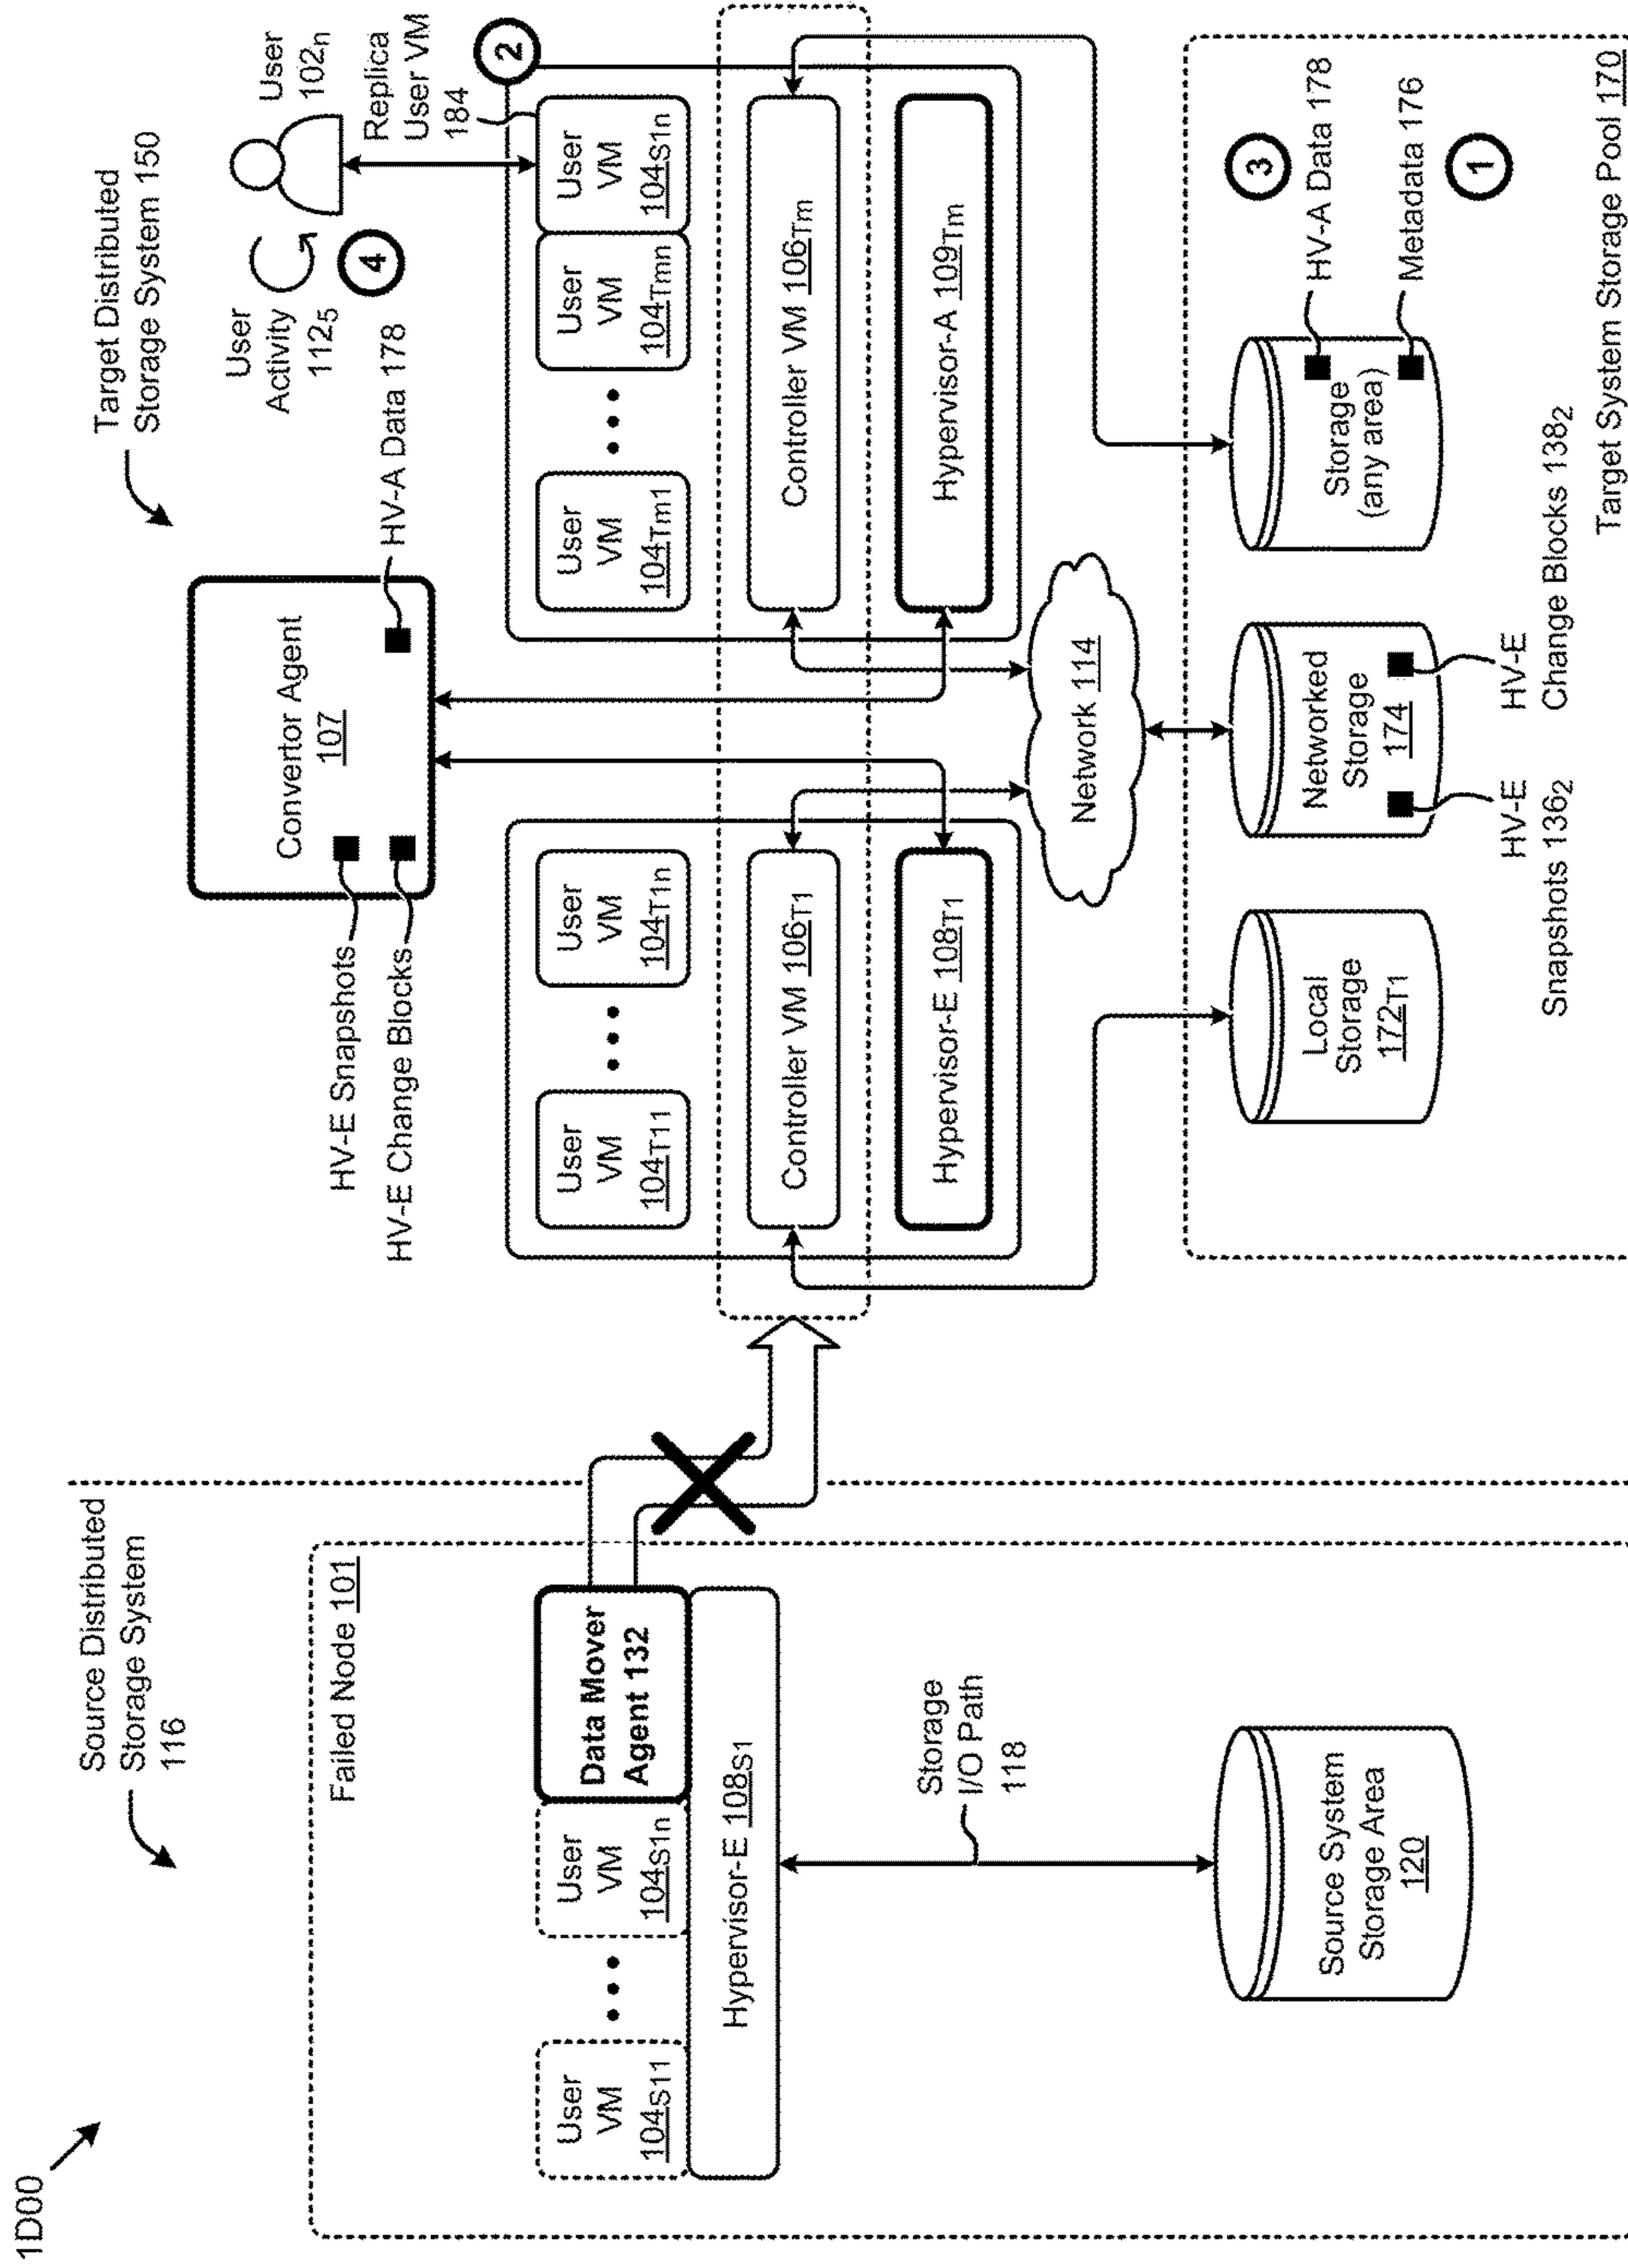 1D00
Source Distributed
Storage System
116
Failed Node 101
User
VM
104S11
User
VM
104S1n
Data Mover
Agent 132
Hypervisor-E 108S1
Storage
I/O Path
118
Source System
Storage Area
120
Target Distributed
Storage System 150
Convertor Agent
107
HV-E Snapshots
HV-E Change Blocks
HV-A Data 178
User
Activity
1125
4
User
102n
Replica
User VM
184
2
User
VM
104T11
User
VM
104T1n
Controller VM 106T1
Hypervisor-E 108T1
User
VM
104Tm1
User
VM
104Tmn
User
VM
104S1n
Controller VM 106Tm
Hypervisor-A 109Tm
Network 114
Local
Storage
172T1
Networked
Storage
174
Storage
(any area)
3
HV-A Data 178
Metadata 176
1
HV-E
Snapshots 1362
HV-E
Change Blocks 1382
Target System Storage Pool 170